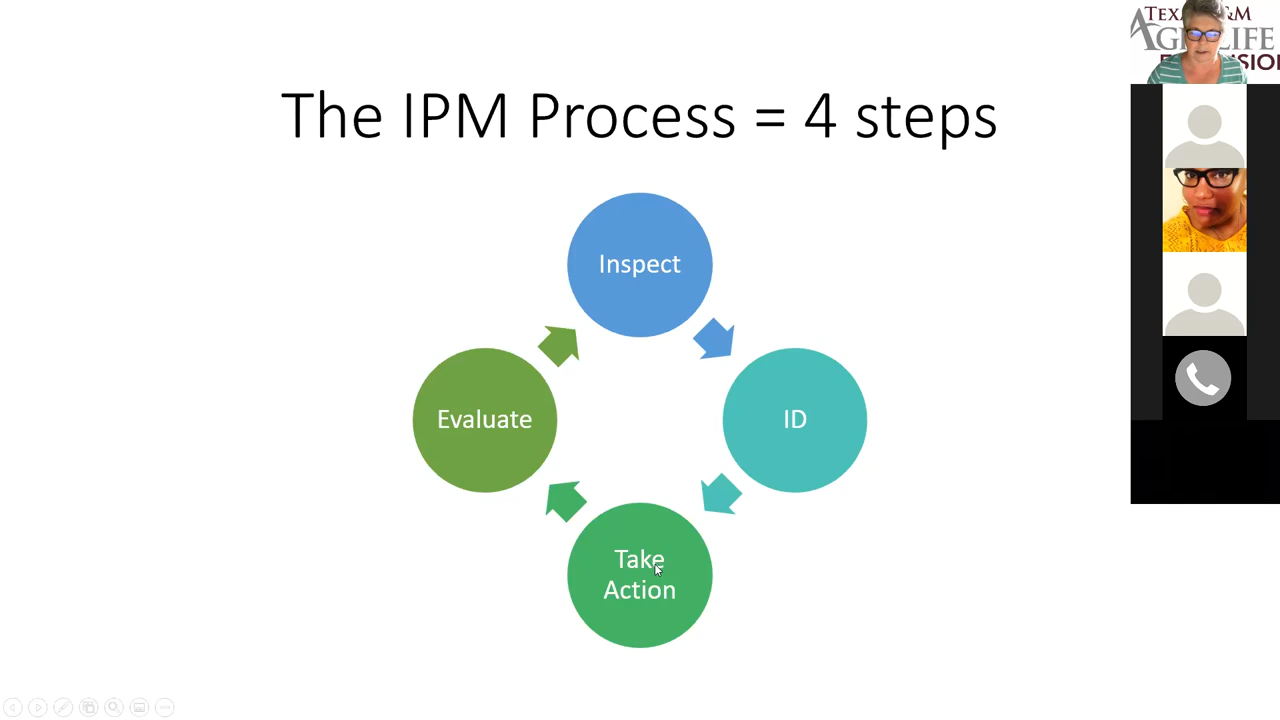 The IPM Process = 4 steps
Inspect
ID
Take
Action
Evaluate